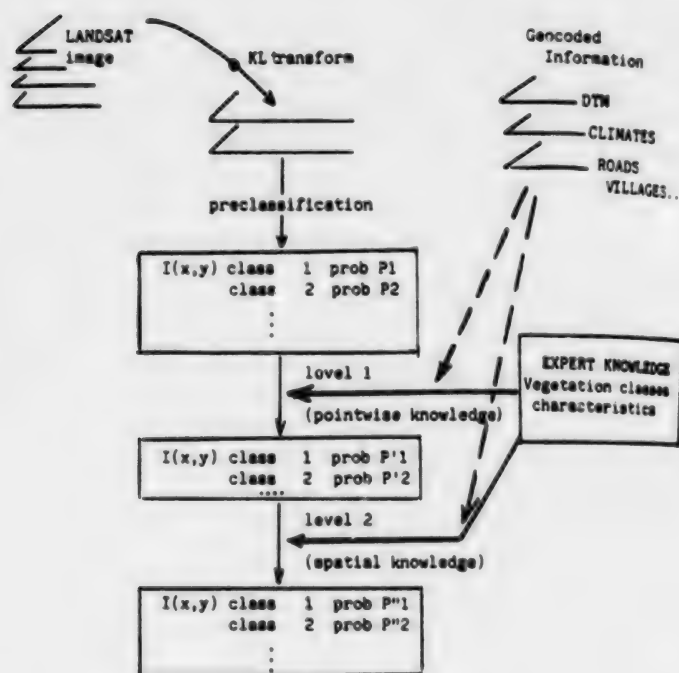 LANDSAT
image
KL transform
Geocoded
Information
DTM
CLIMATES
ROADS
VILLAGES..
preclassification
I(x,y) class 1 prob P1
class 2 prob P2
⋮
level 1
(pointwise knowledge)
EXPERT KNOWLEDGE
Vegetation classes
characteristics
I(x,y) class 1 prob P'1
class 2 prob P'2
....
level 2
(spatial knowledge)
I(x,y) class 1 prob P"1
class 2 prob P"2
⋮